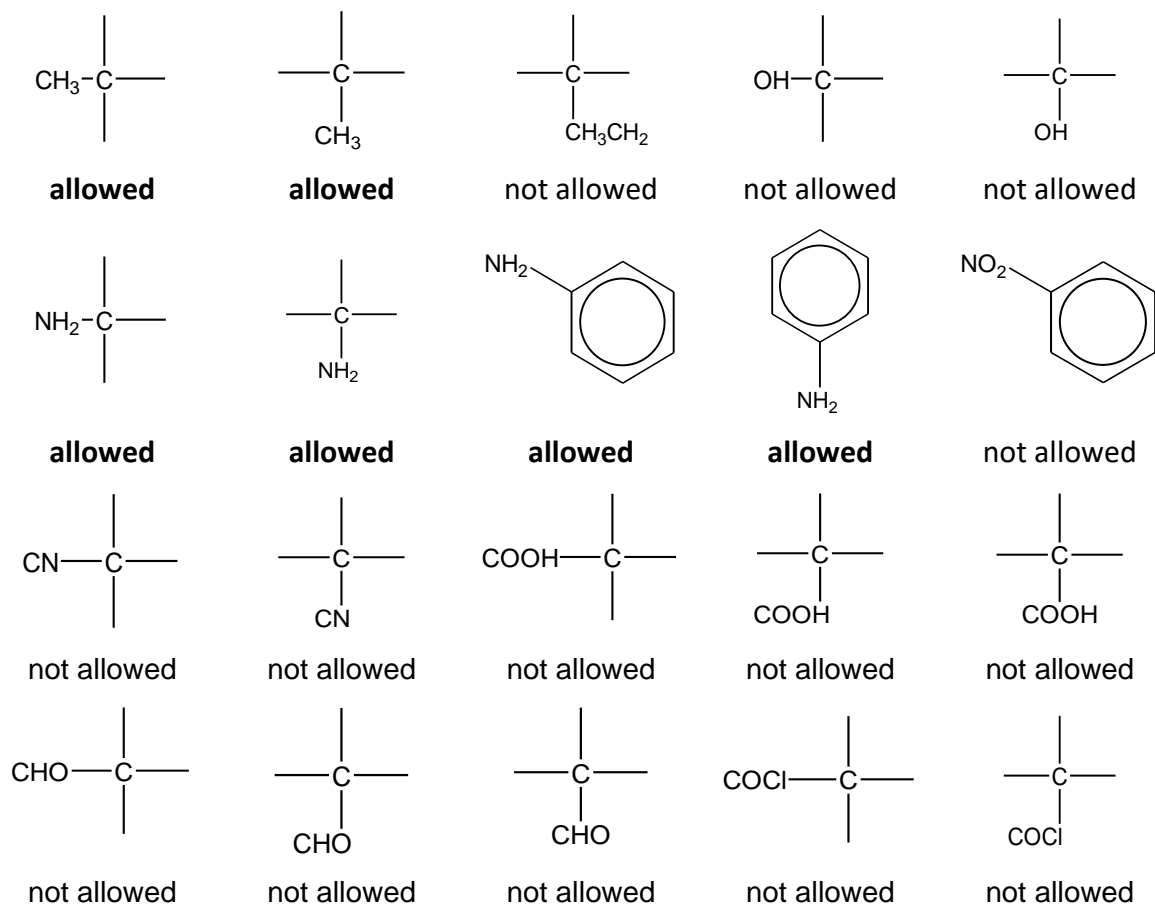 CH₃ C C CH₃ C CH₃CH₂ OH C C OH
allowed allowed not allowed not allowed not allowed
NH₂ C C NH₂ NH₂ NH₂ NO₂
allowed allowed allowed allowed not allowed
CN C C CN COOH C C COOH C COOH
not allowed not allowed not allowed not allowed not allowed
CHO C C CHO C CHO COCl C C COCl
not allowed not allowed not allowed not allowed not allowed